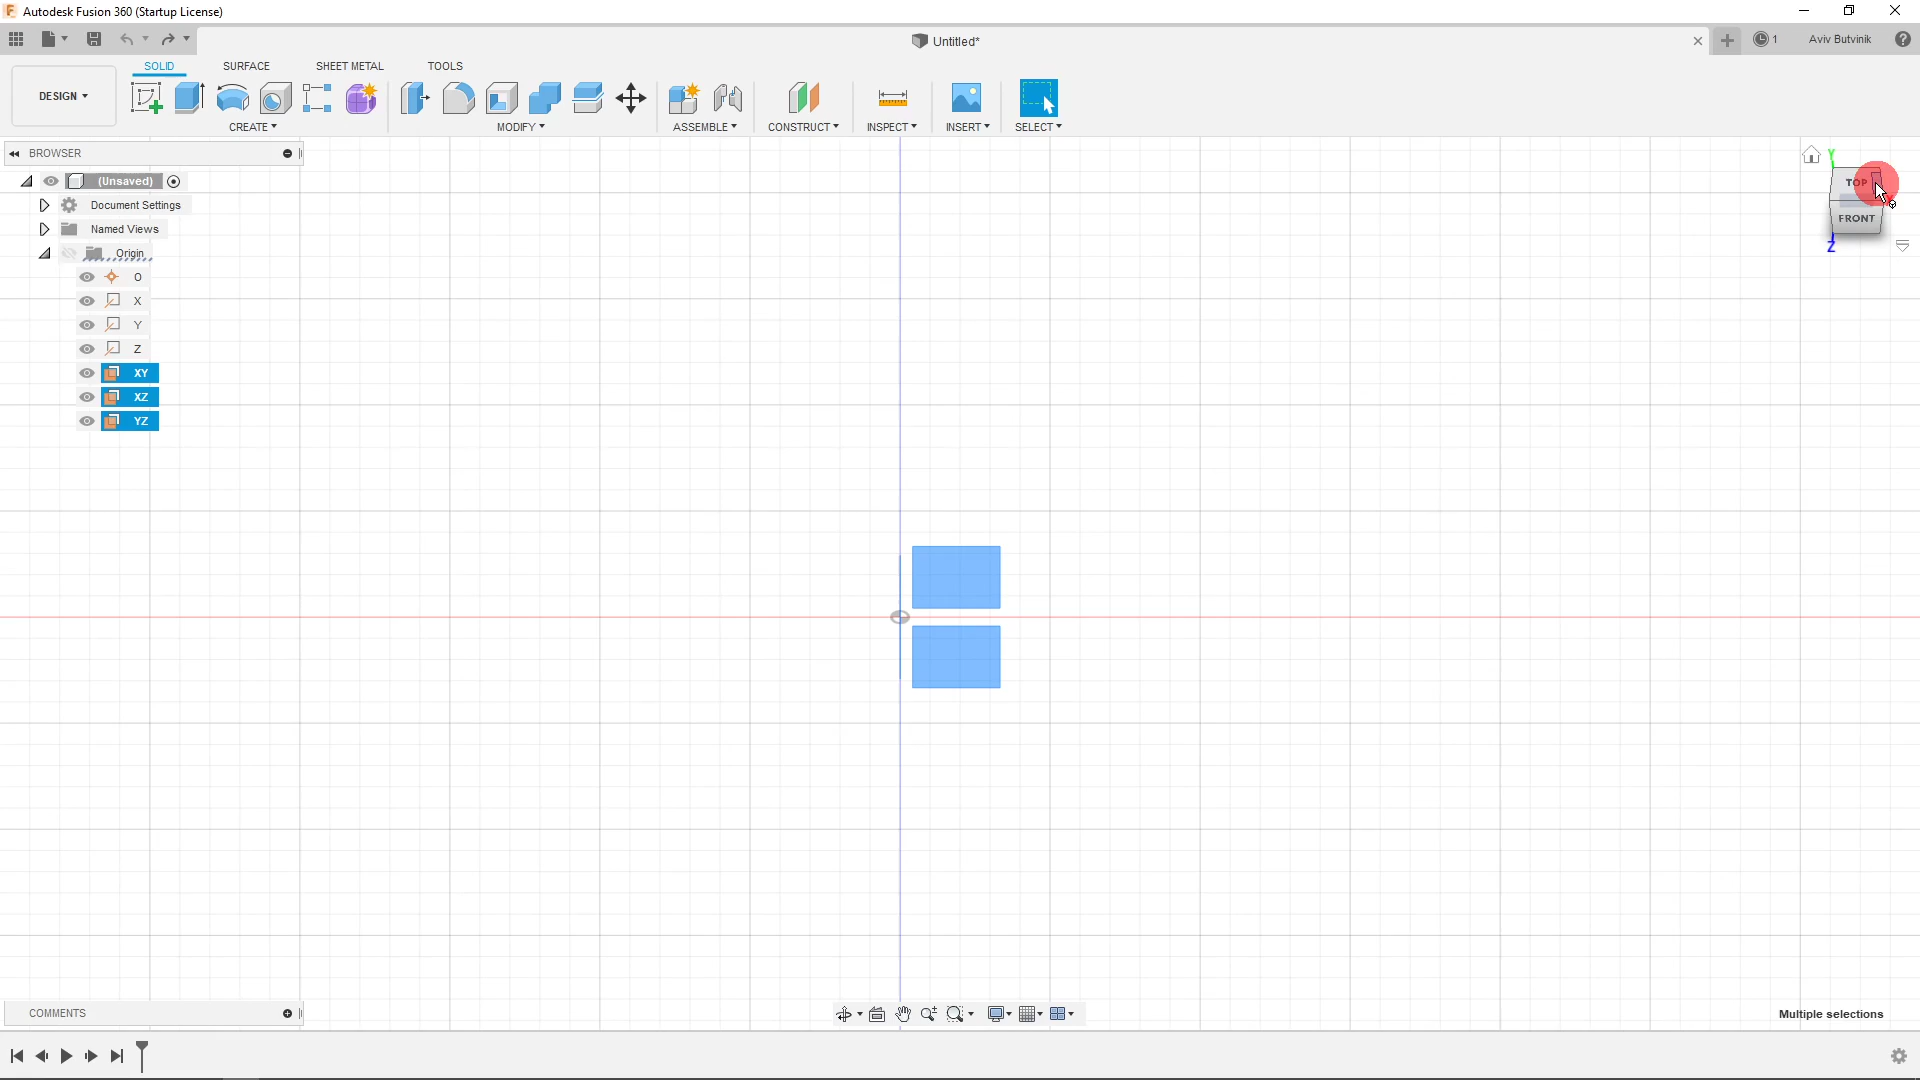 Autodesk Fusion 360 (Startup License)
Untitled*
1
Aviv Butvinik
DESIGN
SOLID
SURFACE
SHEET METAL
TOOLS
CREATE
MODIFY
ASSEMBLE
CONSTRUCT
INSPECT
INSERT
SELECT
BROWSER
(Unsaved)
Document Settings
Named Views
Origin
O
X
Y
Z
XY
XZ
YZ
Y
TOP
FRONT
Z
COMMENTS
Multiple selections